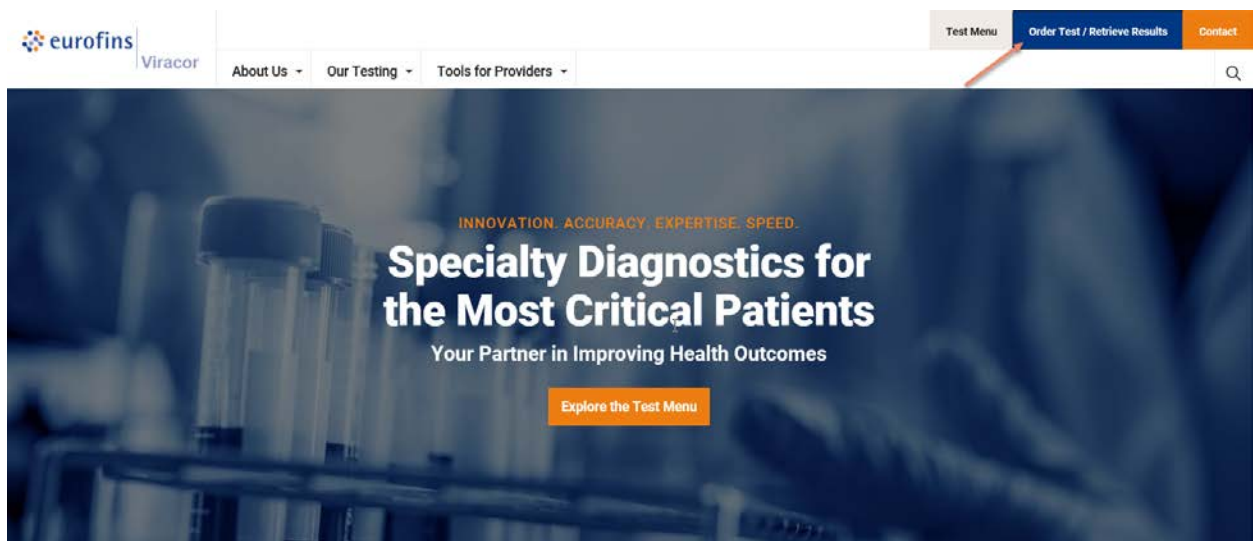 eurofins
Viracor
Test Menu
Order Test / Retrieve Results
Contact
About Us
Our Testing
Tools for Providers
INNOVATION. ACCURACY. EXPERTISE. SPEED.
Specialty Diagnostics for
the Most Critical Patients
Your Partner in Improving Health Outcomes
Explore the Test Menu